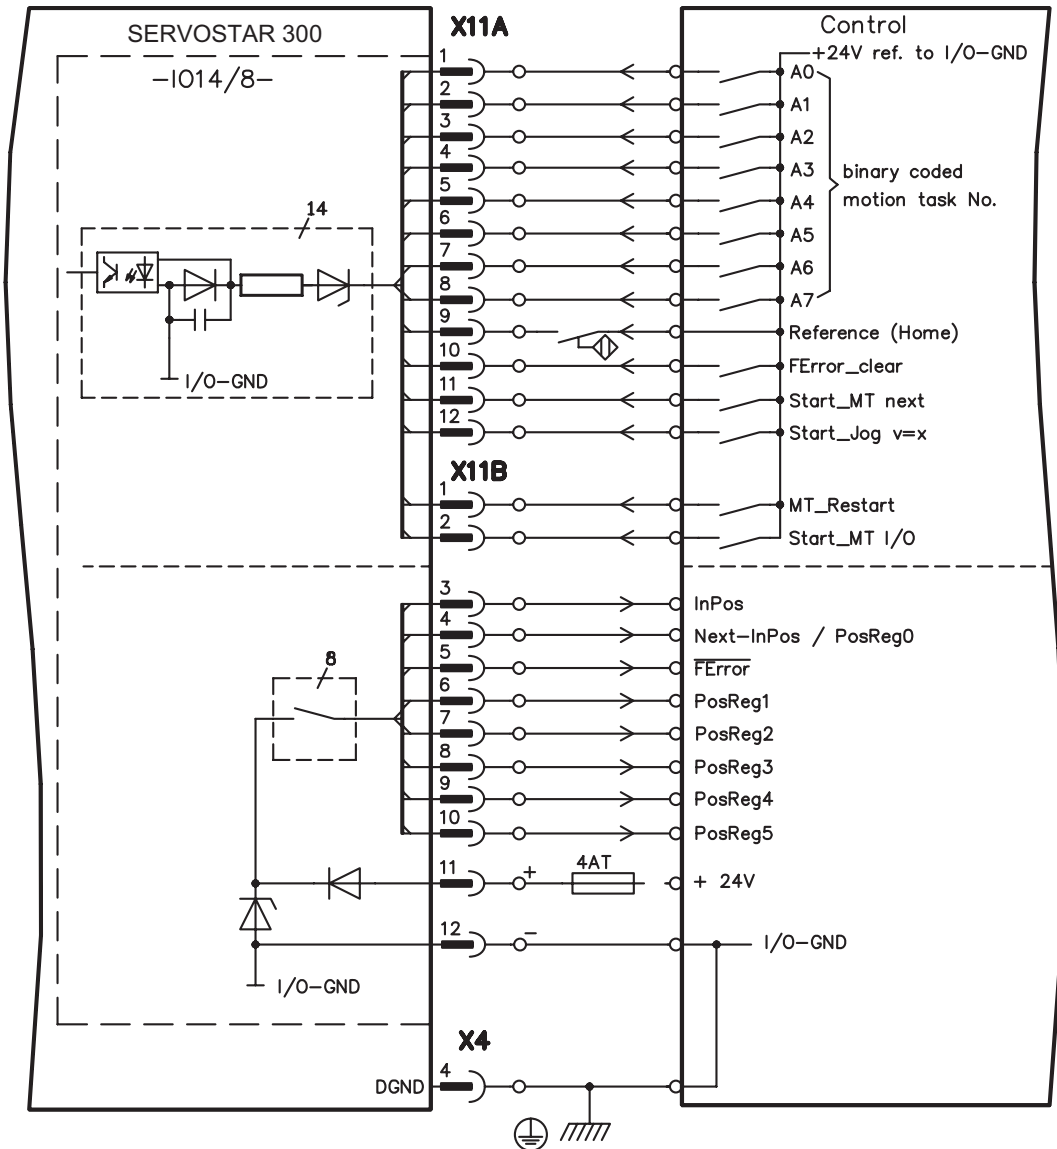 SERVOSTAR 300
X11A
Control
-I014/8-
+24V ref. to I/O-GND
1
A0
2
A1
3
A2
4
A3
binary coded
motion task No.
5
A4
6
A5
14
7
A6
8
A7
9
Reference (Home)
10
FError_clear
I/O-GND
11
Start_MT next
12
Start_Jog v=x
X11B
1
MT_Restart
2
Start_MT I/O
3
InPos
4
Next-InPos / PosReg0
5
FError
8
6
PosReg1
7
PosReg2
8
PosReg3
9
PosReg4
10
PosReg5
11
+
4AT
+ 24V
12
-
I/O-GND
I/O-GND
X4
DGND
4